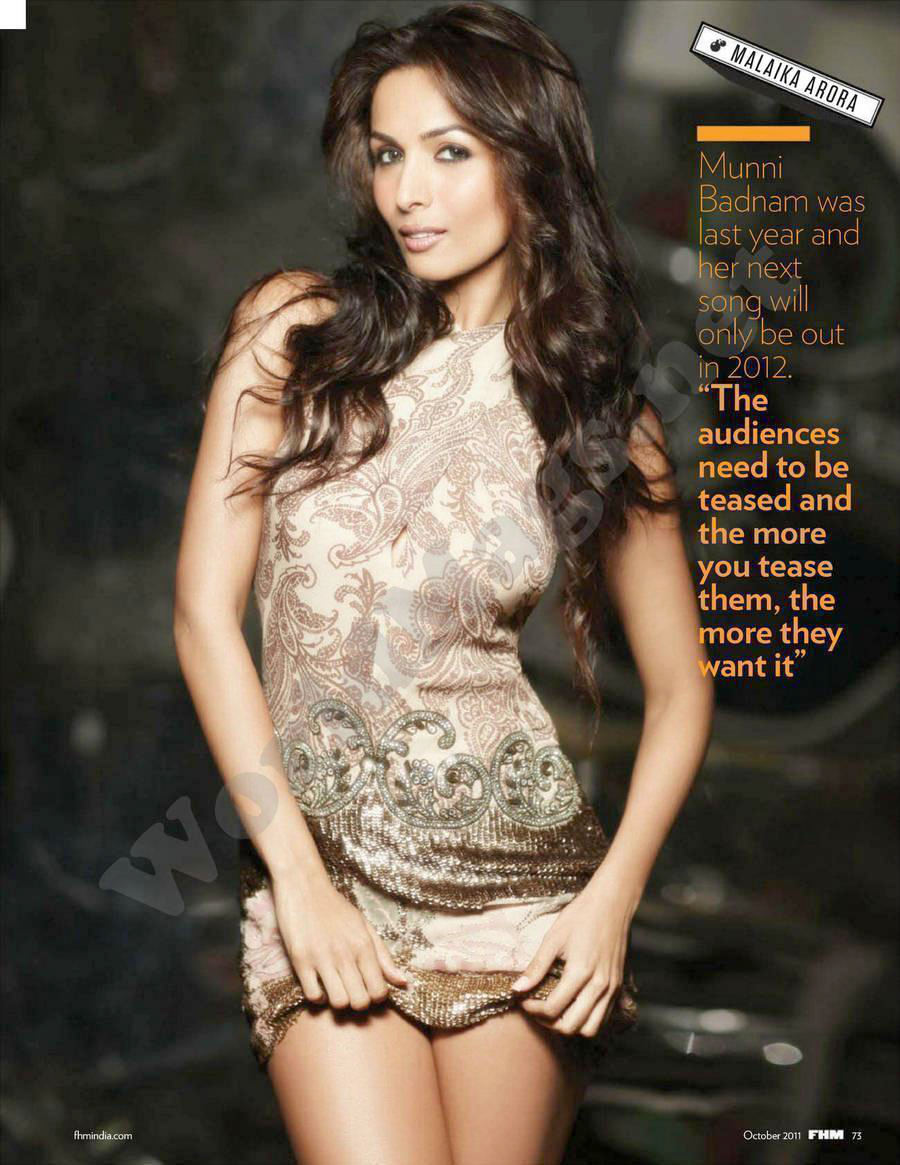 MALAIKA ARORA
Munni
Badnam was
last year and
her next
song will
only be out
in 2012.
“The
audiences
need to be
teased and
the more
you tease
them, the
more they
want it”
fhmindia.com
October 2011 FHM 73